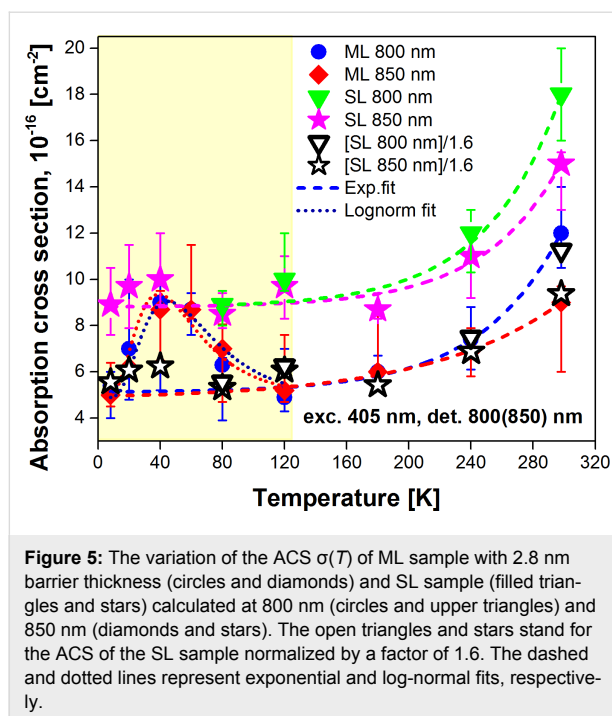 20
18
16
14
12
10
8
6
4
Absorption cross section, 10⁻¹⁶ [cm⁻²]
ML 800 nm
ML 850 nm
SL 800 nm
SL 850 nm
[SL 800 nm]/1.6
[SL 850 nm]/1.6
Exp.fit
Lognorm fit
exc. 405 nm, det. 800(850) nm
0 40 80 120 160 200 240 280 320
Temperature [K]
Figure 5: The variation of the ACS σ(T) of ML sample with 2.8 nm
barrier thickness (circles and diamonds) and SL sample (filled trian-
gles and stars) calculated at 800 nm (circles and upper triangles) and
850 nm (diamonds and stars). The open triangles and stars stand for
the ACS of the SL sample normalized by a factor of 1.6. The dashed
and dotted lines represent exponential and log-normal fits, respective-
ly.